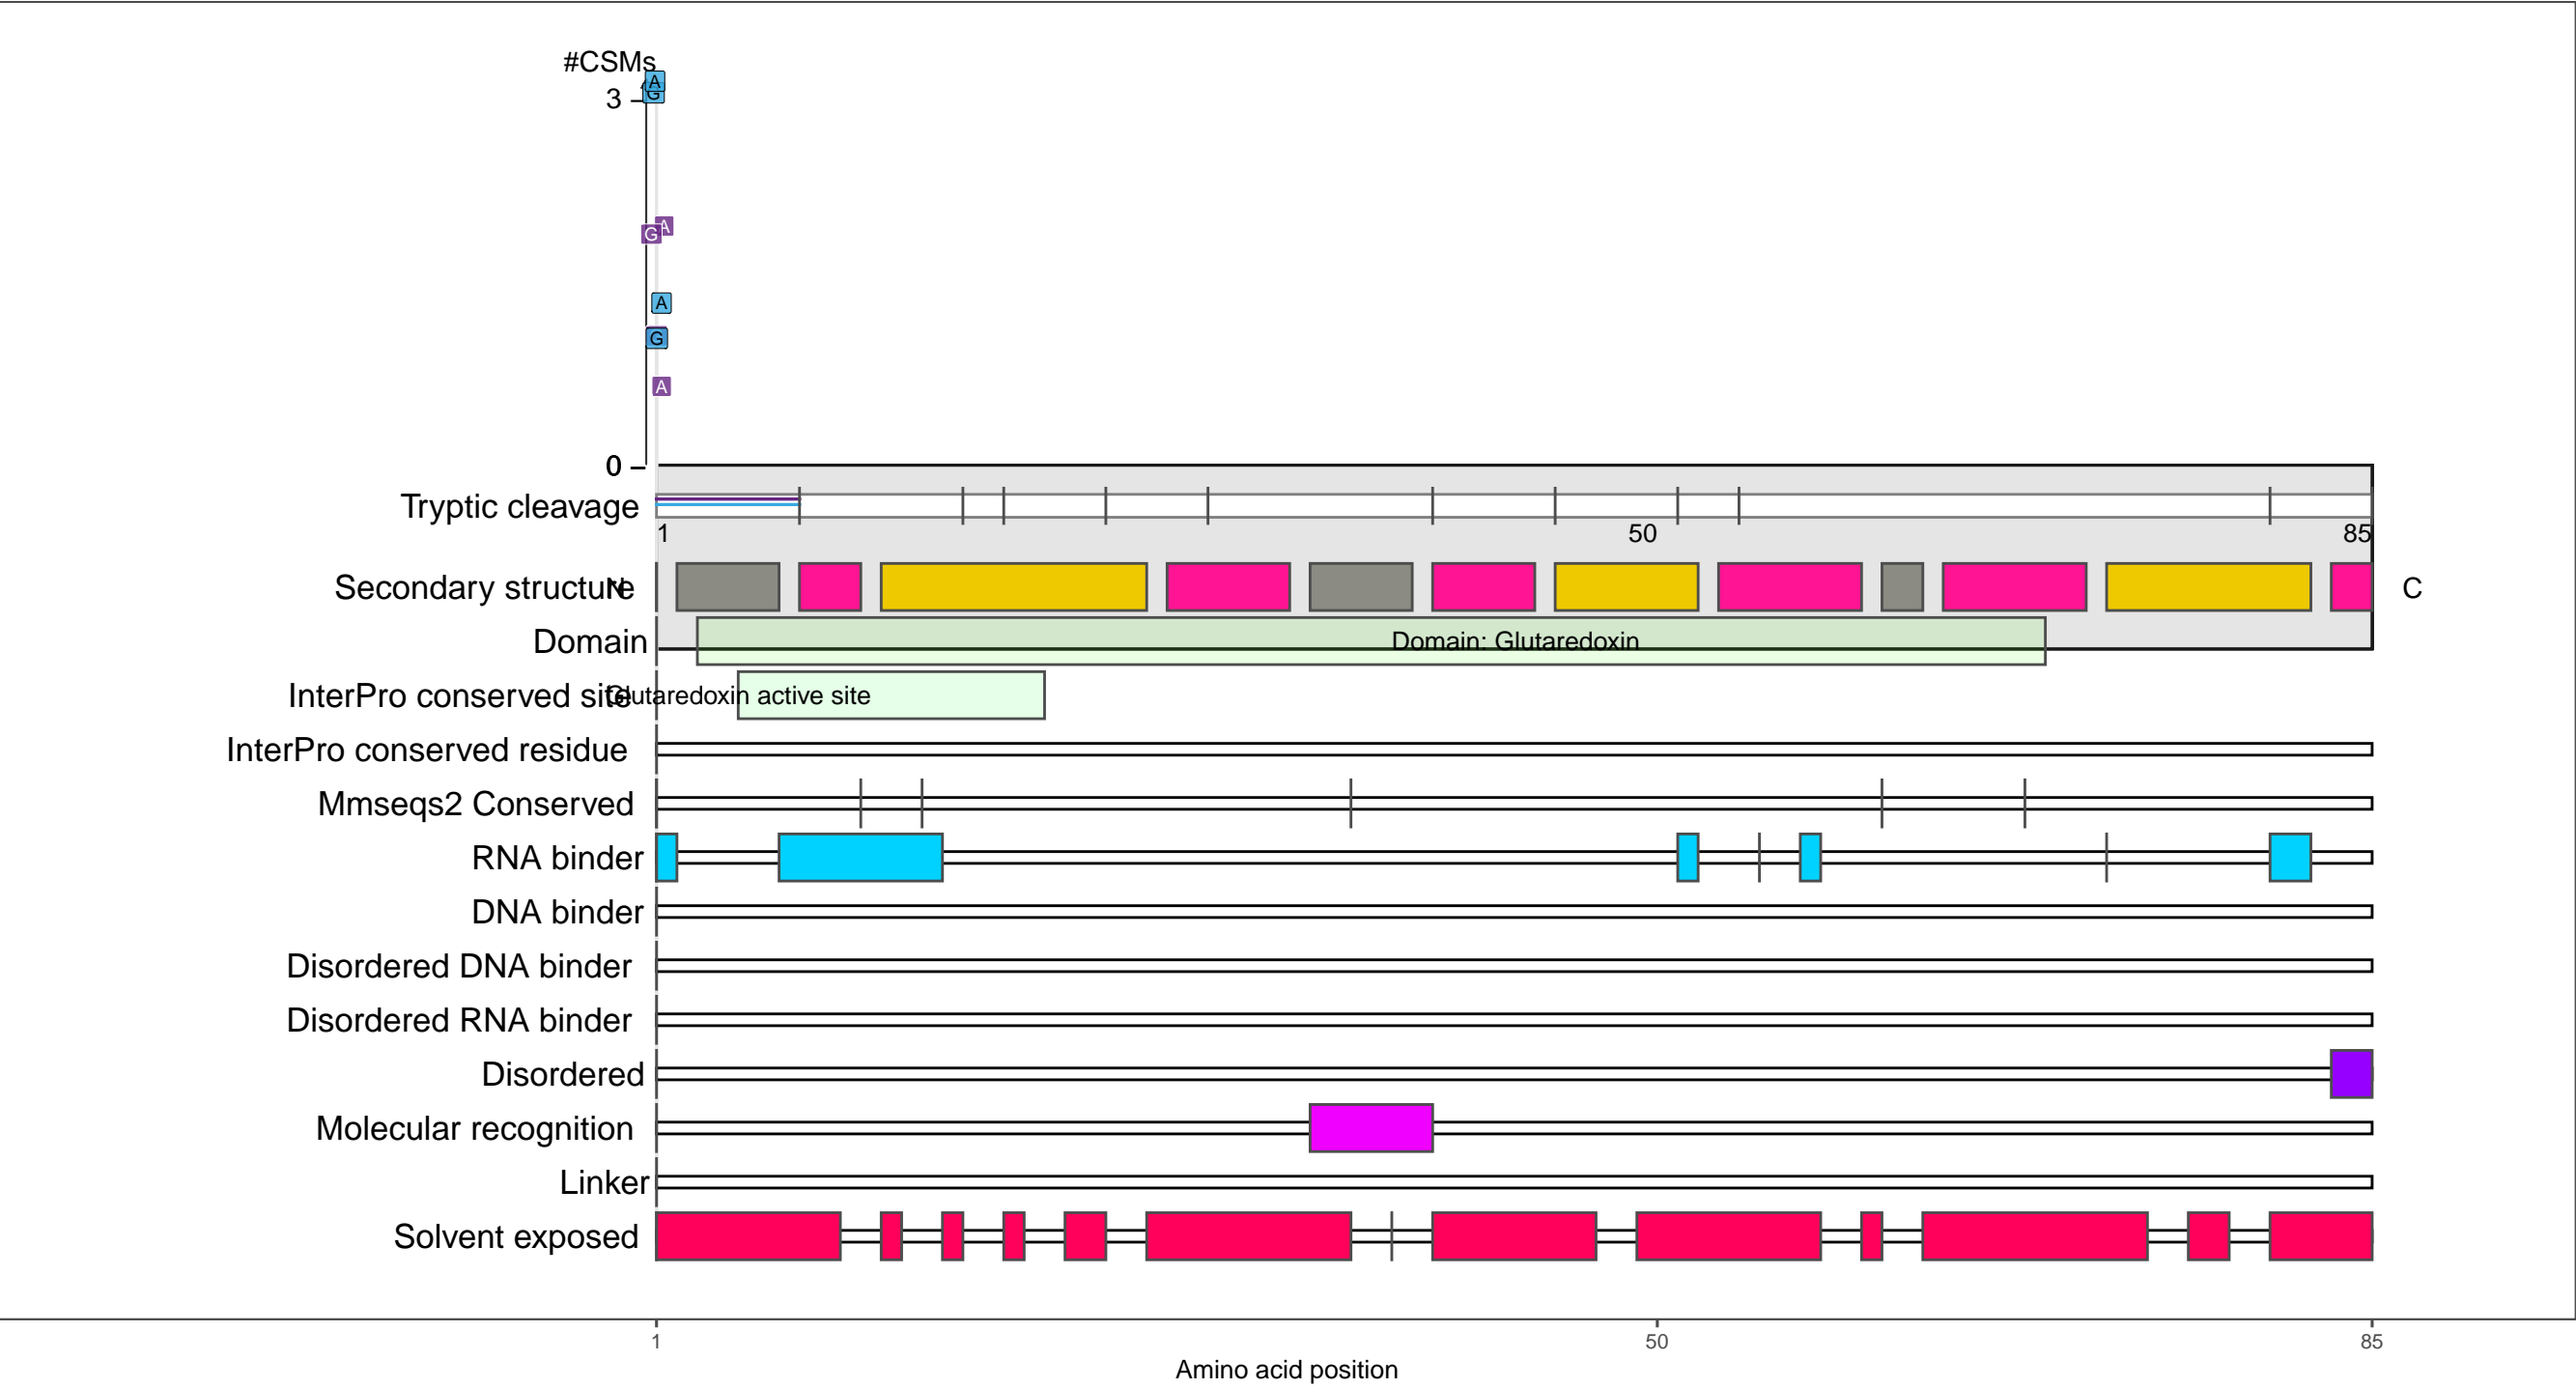 #CSMs
A
G
3
A
G
A
G
A
0
Tryptic cleavage
1
50
85
Secondary structure
N
C
Domain
Domain: Glutaredoxin
InterPro conserved site
Glutaredoxin active site
InterPro conserved residue
Mmseqs2 Conserved
RNA binder
DNA binder
Disordered DNA binder
Disordered RNA binder
Disordered
Molecular recognition
Linker
Solvent exposed
1
50
85
Amino acid position